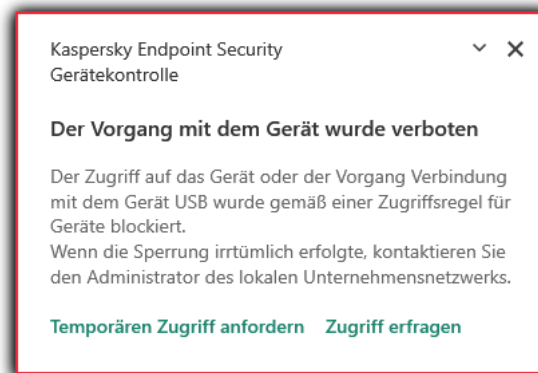 Kaspersky Endpoint Security
Gerätekontrolle
Der Vorgang mit dem Gerät wurde verboten
Der Zugriff auf das Gerät oder der Vorgang Verbindung
mit dem Gerät USB wurde gemäß einer Zugriffsregel für
Geräte blockiert.
Wenn die Sperrung irrtümlich erfolgte, kontaktieren Sie
den Administrator des lokalen Unternehmensnetzwerks.
Temporären Zugriff anfordern Zugriff erfragen